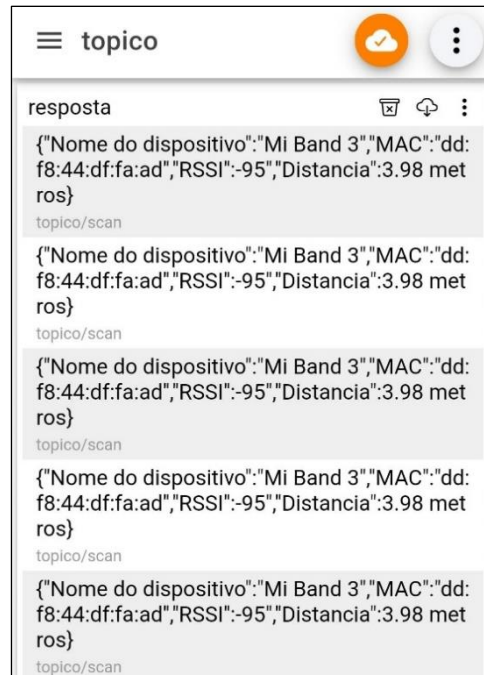 topico
resposta
{"Nome do dispositivo":"Mi Band 3","MAC":"dd:
f8:44:df:fa:ad","RSSI":-95","Distancia":3.98 met
ros}
topico/scan
{"Nome do dispositivo":"Mi Band 3","MAC":"dd:
f8:44:df:fa:ad","RSSI":-95","Distancia":3.98 met
ros}
topico/scan
{"Nome do dispositivo":"Mi Band 3","MAC":"dd:
f8:44:df:fa:ad","RSSI":-95","Distancia":3.98 met
ros}
topico/scan
{"Nome do dispositivo":"Mi Band 3","MAC":"dd:
f8:44:df:fa:ad","RSSI":-95","Distancia":3.98 met
ros}
topico/scan
{"Nome do dispositivo":"Mi Band 3","MAC":"dd:
f8:44:df:fa:ad","RSSI":-95","Distancia":3.98 met
ros}
topico/scan